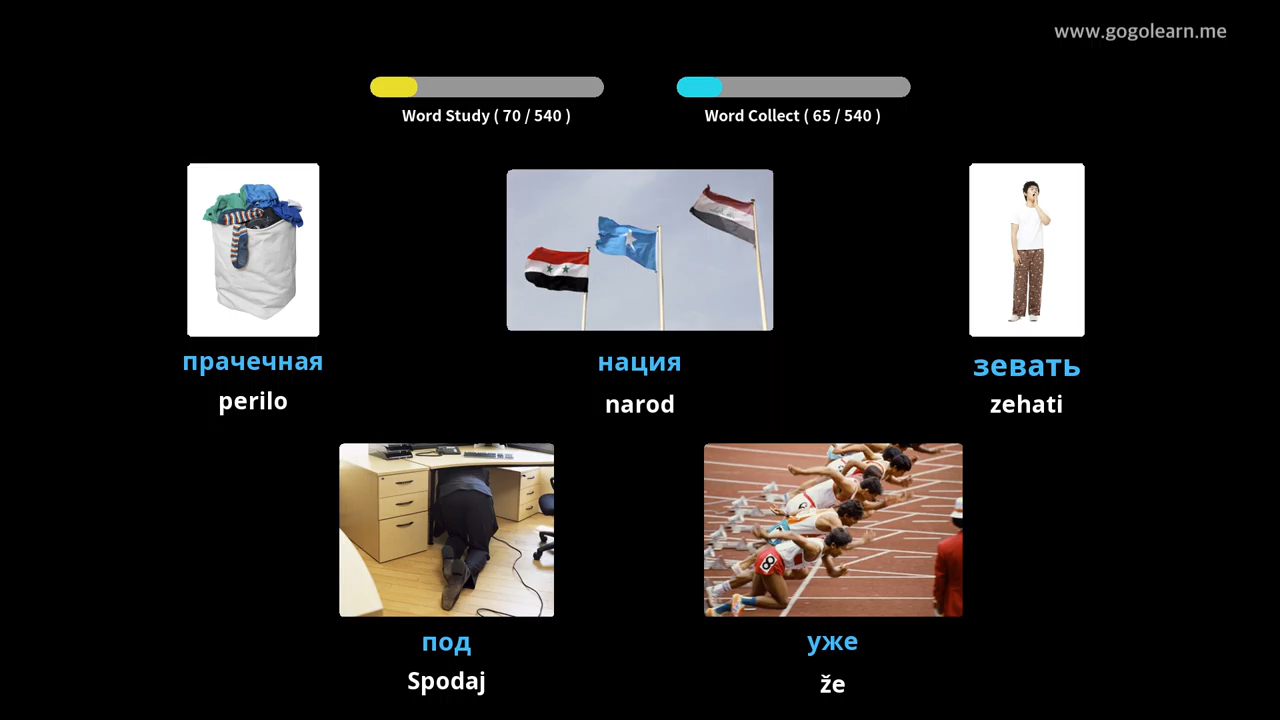 www.gogolearn.me
Word Study ( 70 / 540 )
Word Collect ( 65 / 540 )
прачечная
perilo
нация
narod
зевать
zehati
под
Spodaj
уже
že